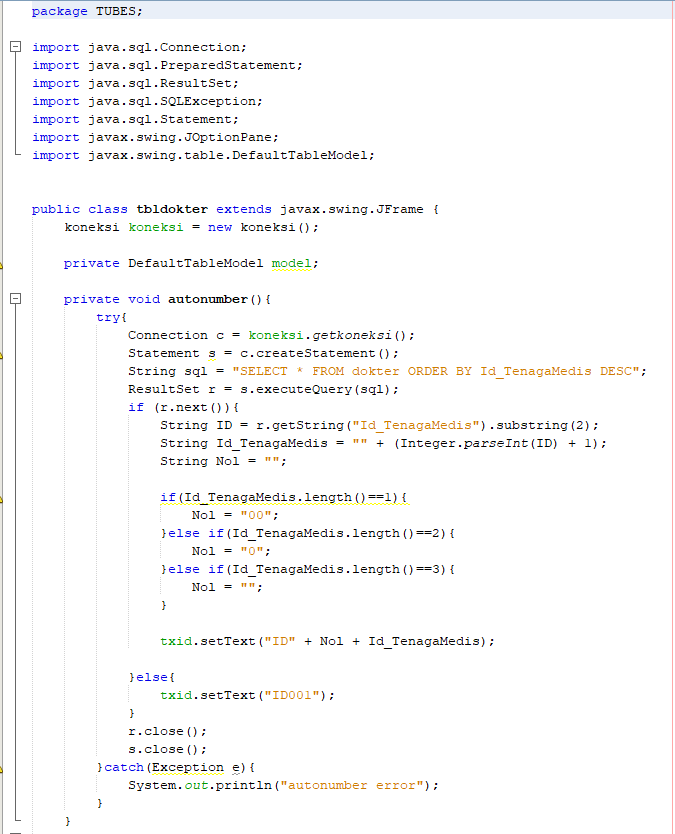 package TUBES;
import java.sql.Connection;
import java.sql.PreparedStatement;
import java.sql.ResultSet;
import java.sql.SQLException;
import java.sql.Statement;
import javax.swing.JOptionPane;
import javax.swing.table.DefaultTableModel;
public class tbldokter extends javax.swing.JFrame {
koneksi koneksi = new koneksi();
private DefaultTableModel model;
private void autonumber(){
try{
Connection c = koneksi.getkoneksi();
Statement s = c.createStatement();
String sql = "SELECT * FROM dokter ORDER BY Id_TenagaMedis DESC";
ResultSet r = s.executeQuery(sql);
if (r.next()){
String ID = r.getString("Id_TenagaMedis").substring(2);
String Id_TenagaMedis = "" + (Integer.parseInt(ID) + 1);
String Nol = "";
if(Id_TenagaMedis.length()==1){
Nol = "00";
}else if(Id_TenagaMedis.length()==2){
Nol = "0";
}else if(Id_TenagaMedis.length()==3){
Nol = "";
}
txid.setText("ID" + Nol + Id_TenagaMedis);
}else{
txid.setText("ID001");
}
r.close();
s.close();
}catch(Exception e){
System.out.println("autonumber error");
}
}